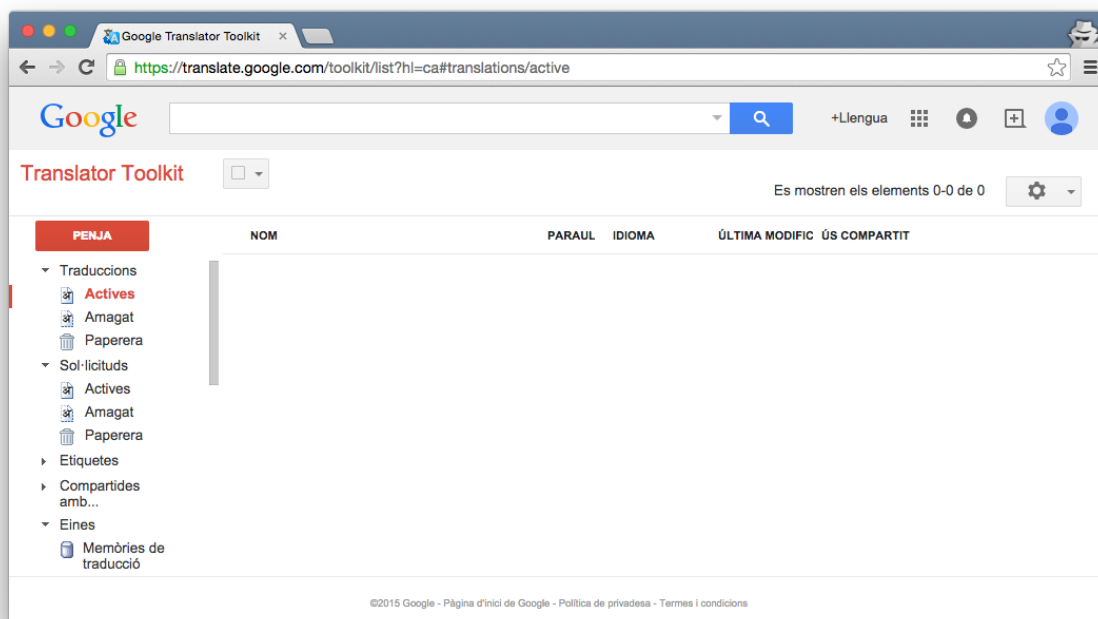 Google Translator Toolkit
https://translate.google.com/toolkit/list?hl=ca#translations/active
Google
+Llengua
Translator Toolkit
Es mostren els elements 0-0 de 0
PENJA
NOM PARAUL IDIOMA ÚLTIMA MODIFIC ÚS COMPARTIT
Traduccions
Actives
Amagat
Paperera
Sol·licituds
Actives
Amagat
Paperera
Etiquetes
Compartides
amb...
Eines
Memòries de
traducció
©2015 Google - Pàgina d'inici de Google - Política de privadesa - Termes i condicions